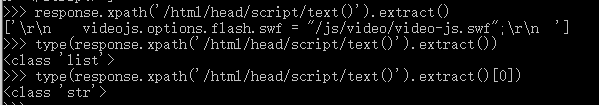 >>> response.xpath('/html/head/script/text()').extract()
['\r\n    videojs.options.flash.swf = "/js/video/video-js.swf";\r\n  ']
>>> type(response.xpath('/html/head/script/text()').extract())
<class 'list'>
>>> type(response.xpath('/html/head/script/text()').extract()[0])
<class 'str'>